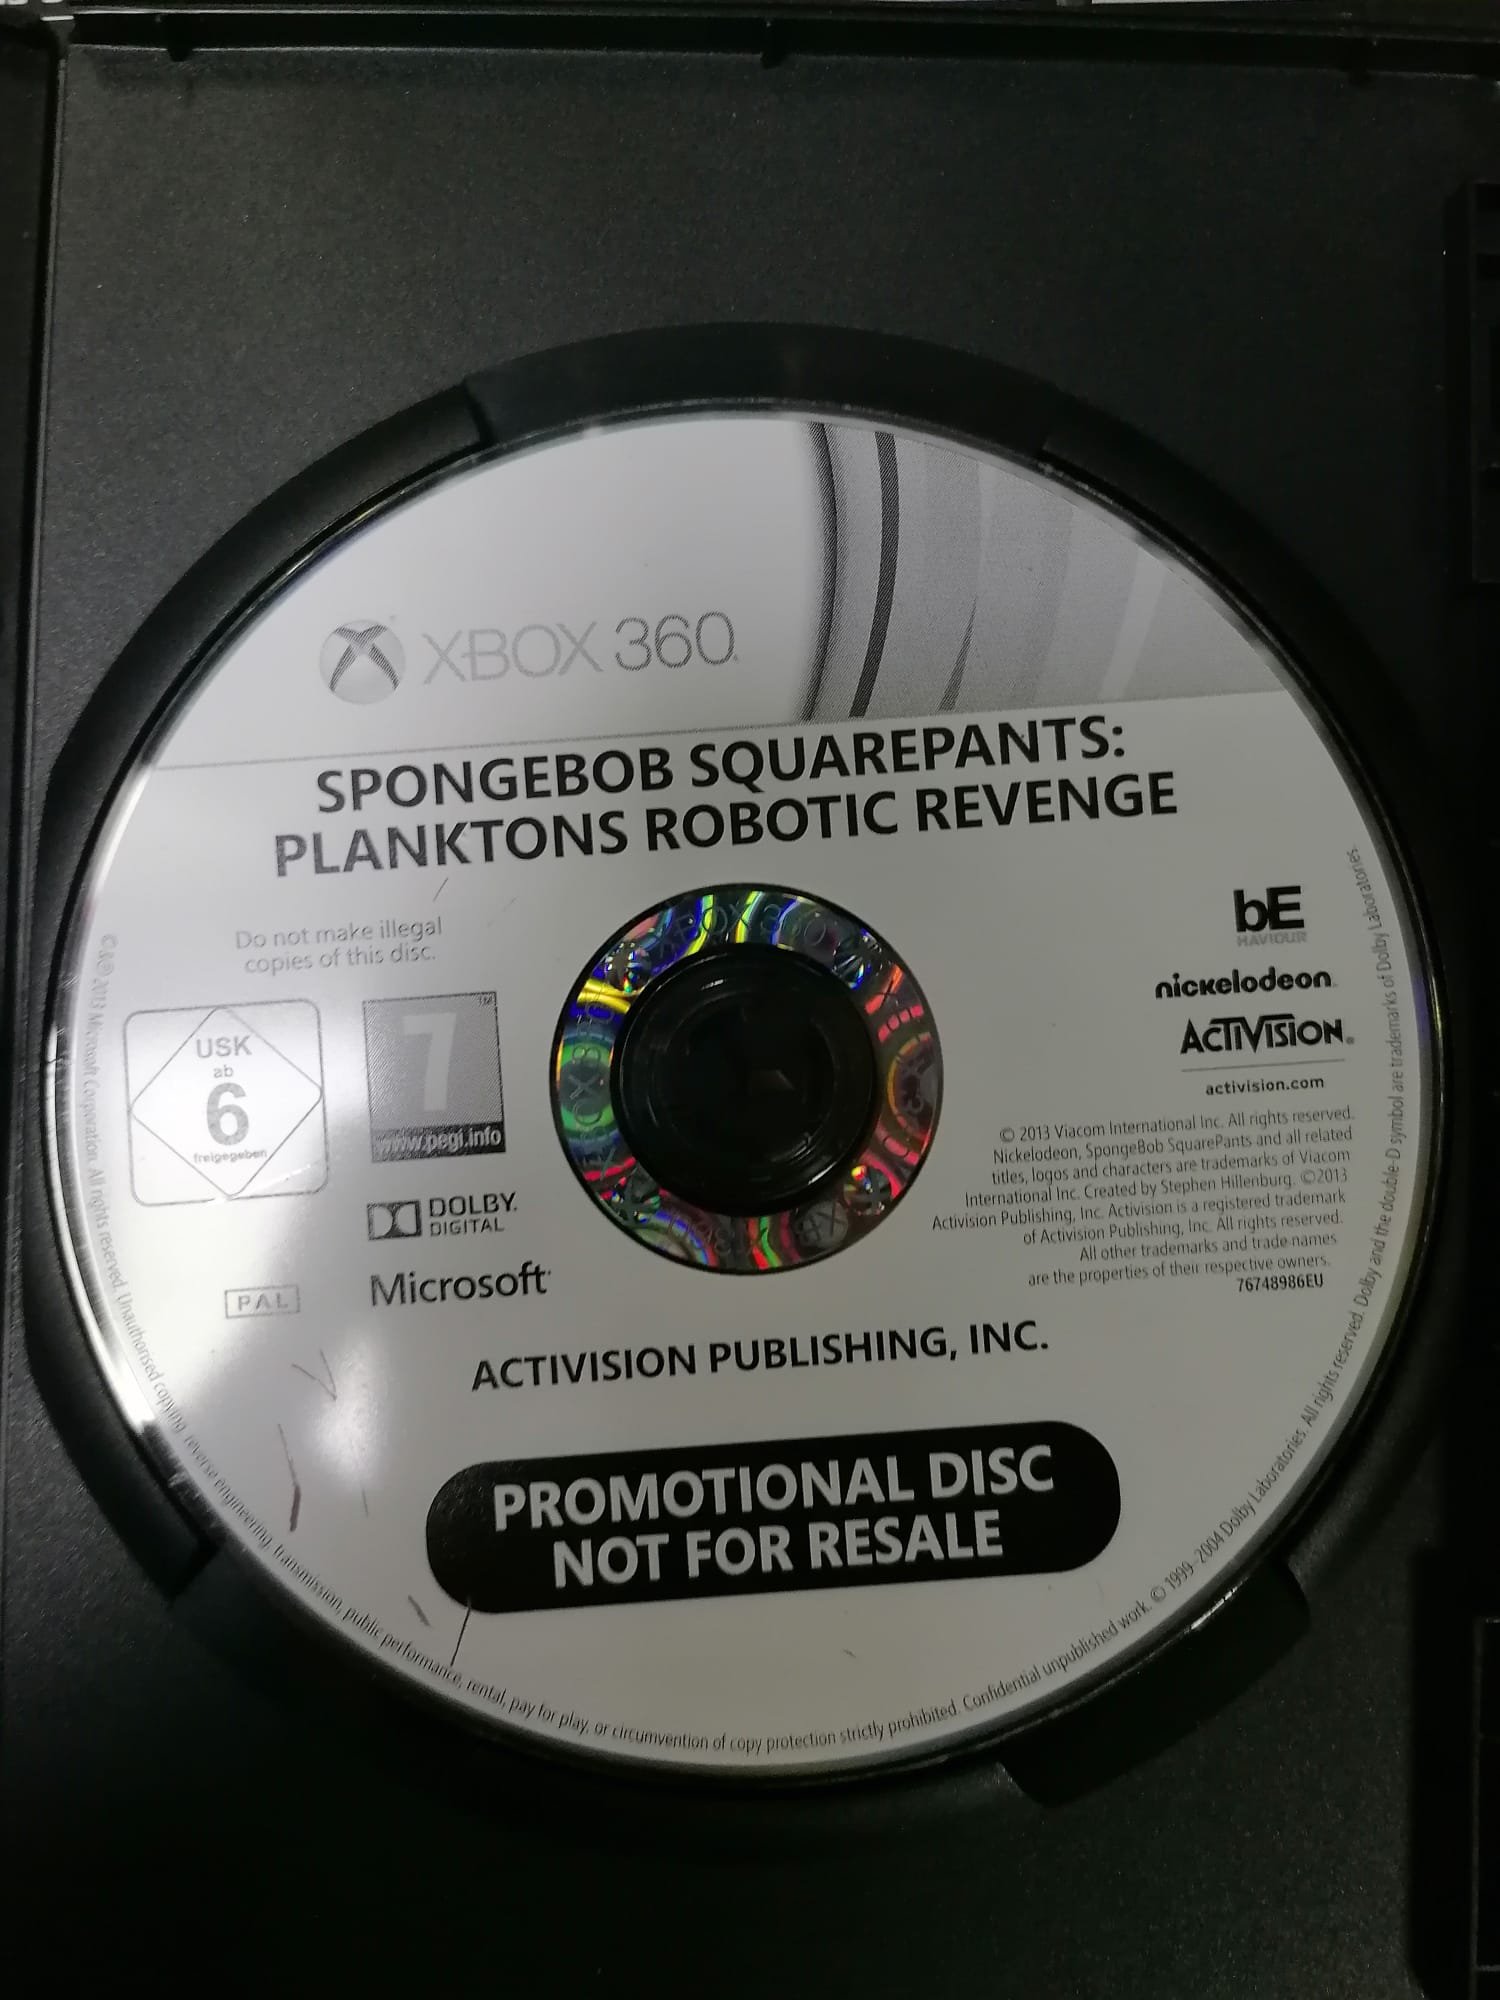 XBOX 360
SPONGEBOB SQUAREPANTS:
PLANKTONS ROBOTIC REVENGE
Do not make illegal
copies of this disc.
USK
ab
6
freigegeben
7
www.pegi.info
DOLBY
DIGITAL
PAL
Microsoft
bE
HAVIOUR
nickelodeon
ACTIVISION®
activision.com
© 2013 Viacom International Inc. All rights reserved.
Nickelodeon, SpongeBob SquarePants and all related
titles, logos and characters are trademarks of Viacom
International Inc. Created by Stephen Hillenburg. ©2013
Activision Publishing, Inc. Activision is a registered trademark
of Activision Publishing, Inc. All rights reserved.
All other trademarks and trade names
are the properties of their respective owners.
76748986EU
ACTIVISION PUBLISHING, INC.
PROMOTIONAL DISC
NOT FOR RESALE
©&℗ 2013 Microsoft Corporation. All rights reserved. Unauthorised copying, reverse engineering, transmission, public performance, rental, pay for play, or circumvention of copy protection strictly prohibited. Confidential unpublished work. © 1999–2004 Dolby Laboratories. All rights reserved. Dolby and the double-D symbol are trademarks of Dolby Laboratories.
XBOX 360